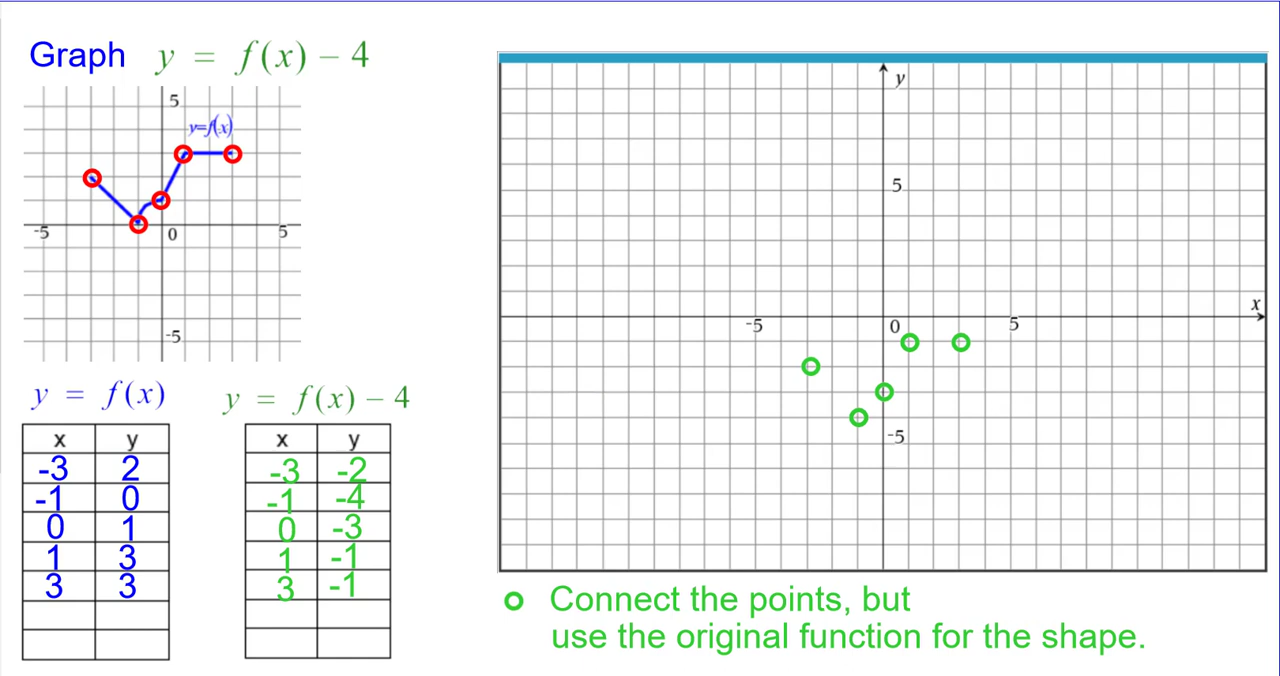 Graph y = f(x) – 4
5
y=f(x)
-5 0 5
-5
y
5
x
-5 0 5
-5
y = f(x)
x y
-3 2
-1 0
0 1
1 3
3 3
y = f(x) – 4
x y
-3 -2
-1 -4
0 -3
1 -1
3 -1
Connect the points, but
use the original function for the shape.